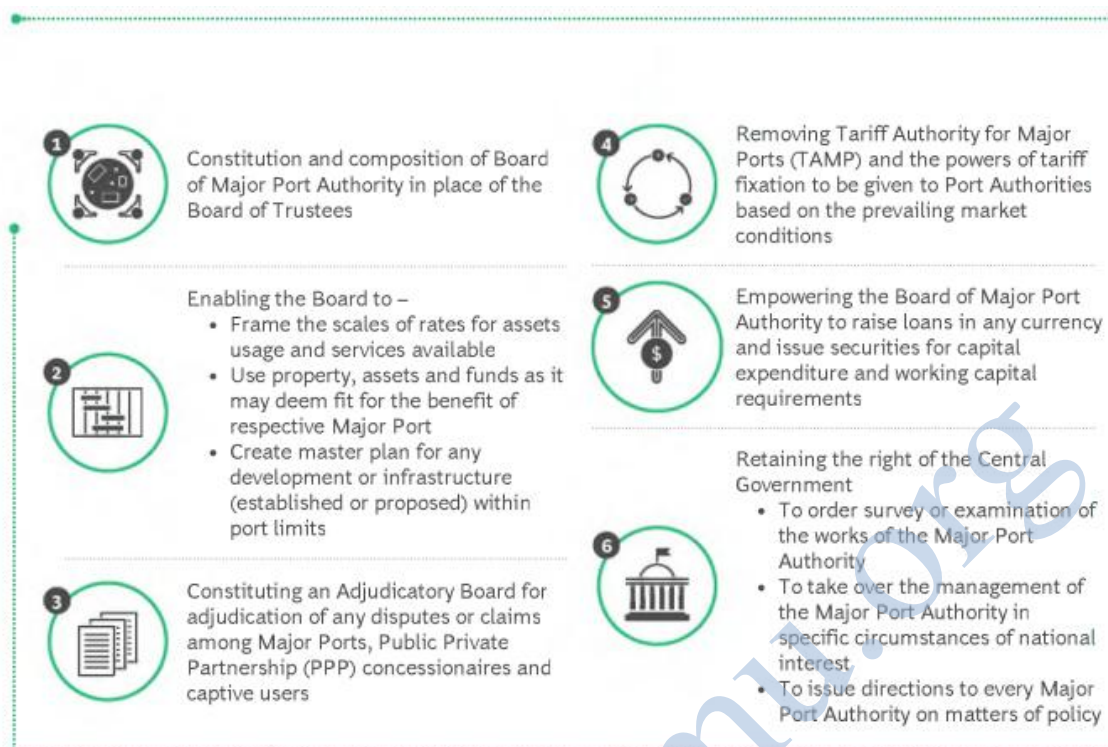 1
Constitution and composition of Board
of Major Port Authority in place of the
Board of Trustees
2
Enabling the Board to –
• Frame the scales of rates for assets
usage and services available
• Use property, assets and funds as it
may deem fit for the benefit of
respective Major Port
• Create master plan for any
development or infrastructure
(established or proposed) within
port limits
3
Constituting an Adjudicatory Board for
adjudication of any disputes or claims
among Major Ports, Public Private
Partnership (PPP) concessionaires and
captive users
4
Removing Tariff Authority for Major
Ports (TAMP) and the powers of tariff
fixation to be given to Port Authorities
based on the prevailing market
conditions
5
$
Empowering the Board of Major Port
Authority to raise loans in any currency
and issue securities for capital
expenditure and working capital
requirements
6
Retaining the right of the Central
Government
• To order survey or examination of
the works of the Major Port
Authority
• To take over the management of
the Major Port Authority in
specific circumstances of national
interest
• To issue directions to every Major
Port Authority on matters of policy